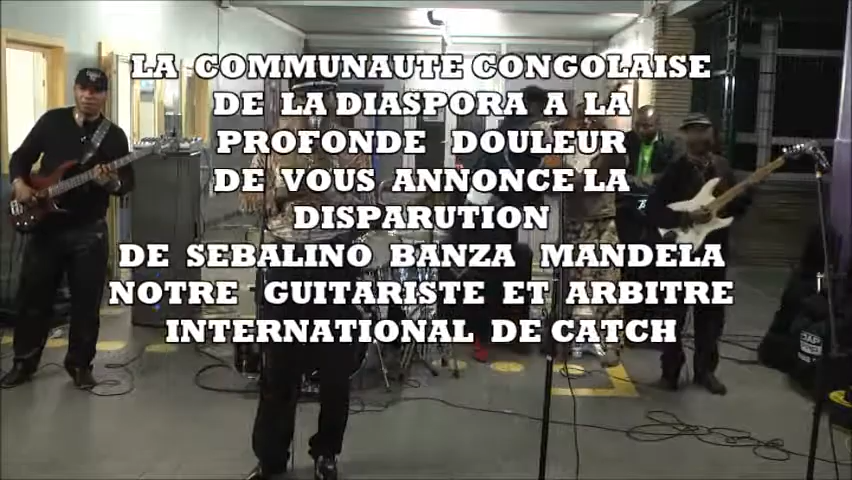 LA COMMUNAUTE CONGOLAISE
DE LA DIASPORA A LA
PROFONDE DOULEUR
DE VOUS ANNONCE LA
DISPARUTION
DE SEBALINO BANZA MANDELA
NOTRE GUITARISTE ET ARBITRE
INTERNATIONAL DE CATCH